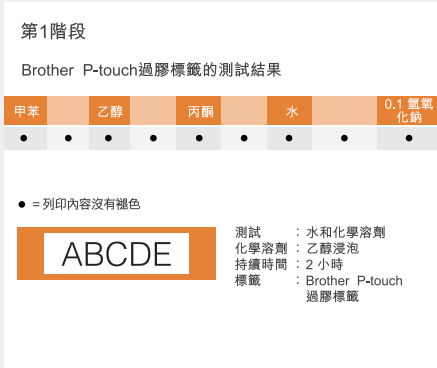 第1階段
Brother P-touch過膠標籤的測試結果
甲苯 乙醇 丙酮 水 0.1 氫氧化鈉
● ● ● ● ● ● ● ● ●
● = 列印內容沒有褪色
ABCDE
測試 : 水和化學溶劑
化學溶劑 : 乙醇浸泡
持續時間 : 2 小時
標籤 : Brother P-touch
過膠標籤